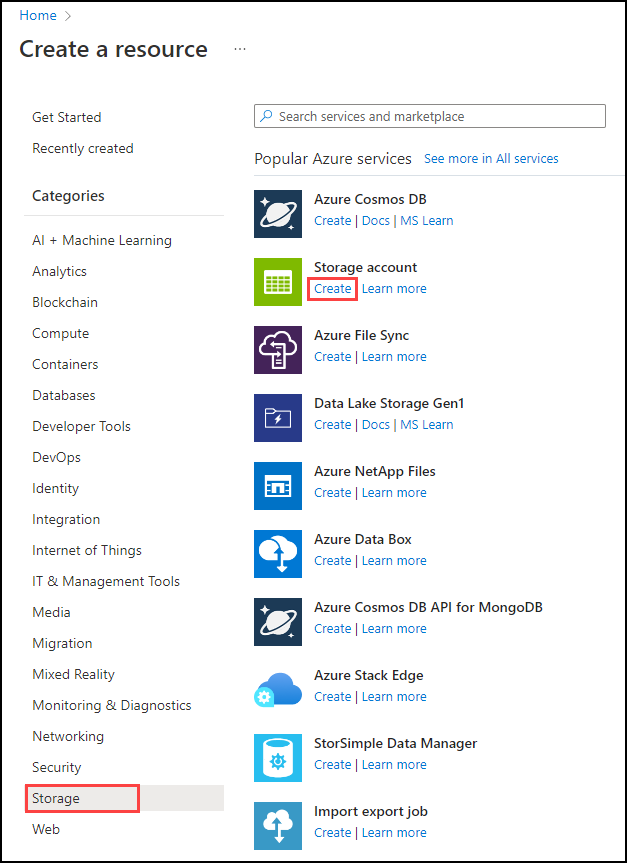 Home >
Create a resource ...
Get Started
Recently created
Categories
AI + Machine Learning
Analytics
Blockchain
Compute
Containers
Databases
Developer Tools
DevOps
Identity
Integration
Internet of Things
IT & Management Tools
Media
Migration
Mixed Reality
Monitoring & Diagnostics
Networking
Security
Storage
Web
Search services and marketplace
Popular Azure services See more in All services
Azure Cosmos DB
Create | Docs | MS Learn
Storage account
Create | Learn more
Azure File Sync
Create | Learn more
Data Lake Storage Gen1
Create | Docs | MS Learn
Azure NetApp Files
Create | Learn more
Azure Data Box
Create | Learn more
Azure Cosmos DB API for MongoDB
Create | Learn more
Azure Stack Edge
Create | Learn more
StorSimple Data Manager
Create | Learn more
Import export job
Create | Learn more